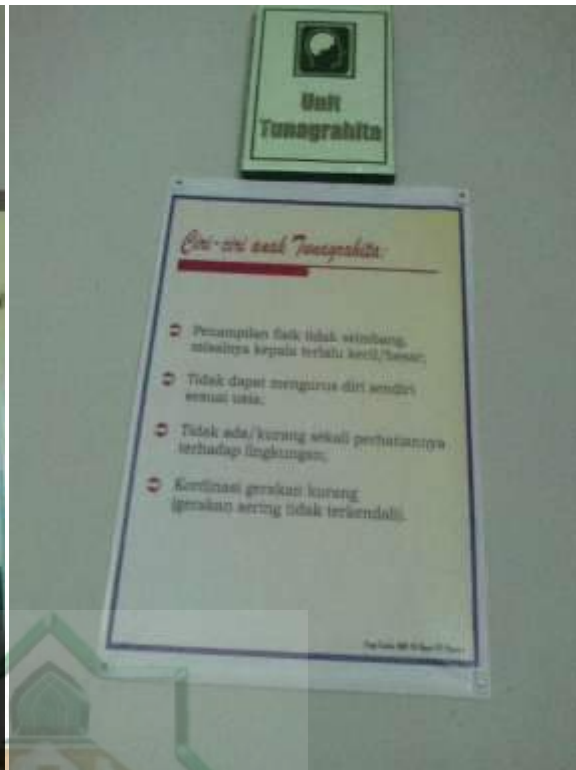 Unit
Tunagrahita
Ciri-ciri anak Tunagrahita:
Penampilan fisik tidak seimbang,
misalnya kepala terlalu kecil/besar;
Tidak dapat mengurus diri sendiri
sesuai usia;
Tidak ada/kurang sekali perhatiannya
terhadap lingkungan;
Kordinasi gerakan kurang
(gerakan sering tidak terkendali).